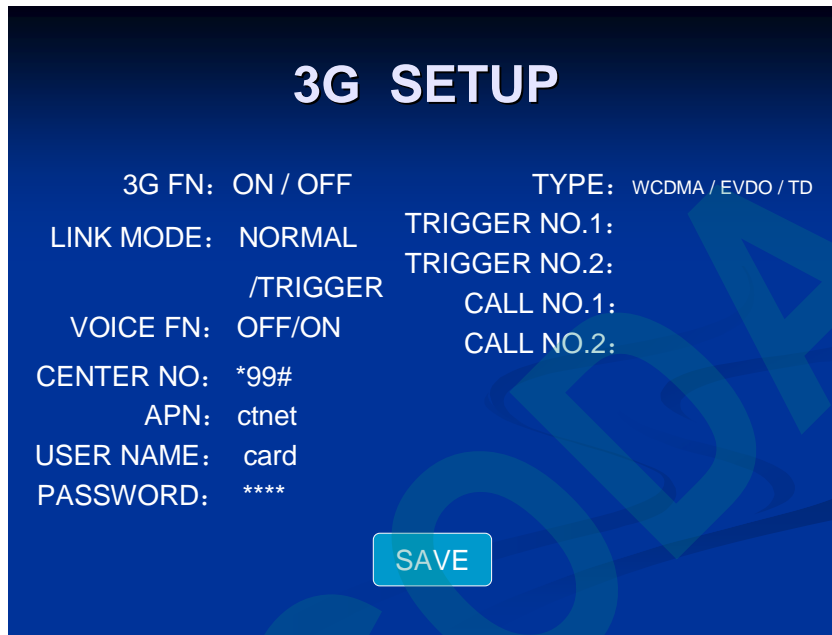 3G SETUP
3G FN： ON / OFF
LINK MODE： NORMAL
/TRIGGER
VOICE FN： OFF/ON
CENTER NO： *99#
APN： ctnet
USER NAME： card
PASSWORD： ****
TYPE： WCDMA / EVDO / TD
TRIGGER NO.1：
TRIGGER NO.2：
CALL NO.1：
CALL NO.2：
SAVE